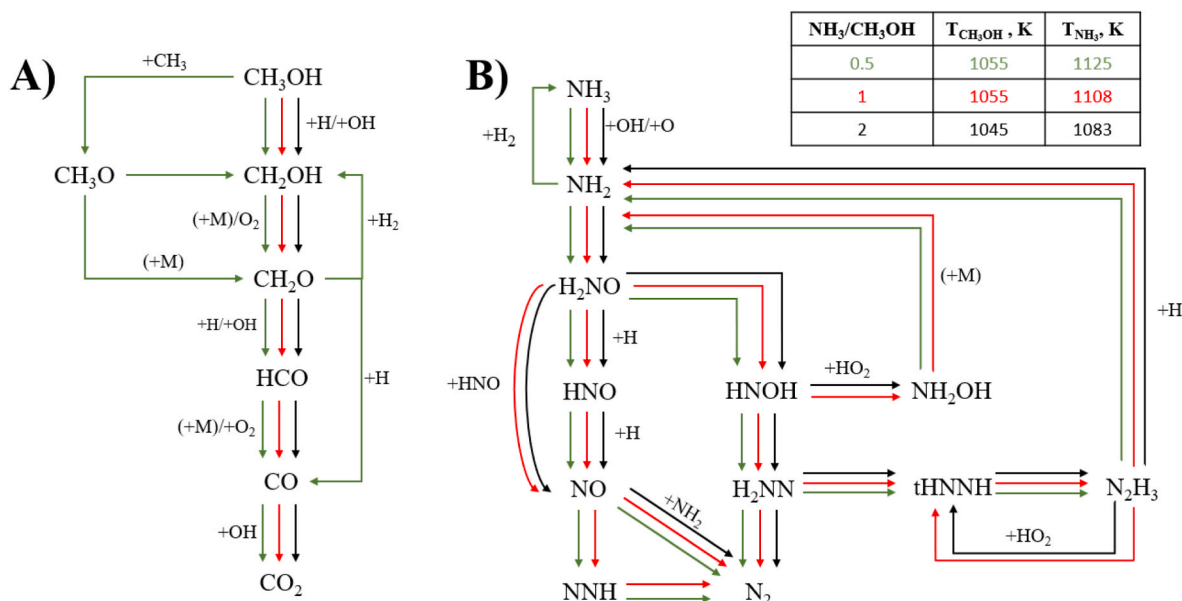 A)
+CH₃
CH₃OH
+H/+OH
CH₃O
CH₂OH
(+M)/O₂
+H₂
(+M)
CH₂O
+H/+OH
HCO
+H
(+M)/+O₂
CO
+OH
CO₂
B)
NH₃
+OH/+O
+H₂
NH₂
H₂NO
(+M)
+H
+H
+HNO
HNO
HNOH
+HO₂
NH₂OH
+H
NO
+NH₂
H₂NN
tHNNH
N₂H₃
+HO₂
NNH
N₂
NH₃/CH₃OH T_CH₃OH , K T_NH₃, K
0.5 1055 1125
1 1055 1108
2 1045 1083